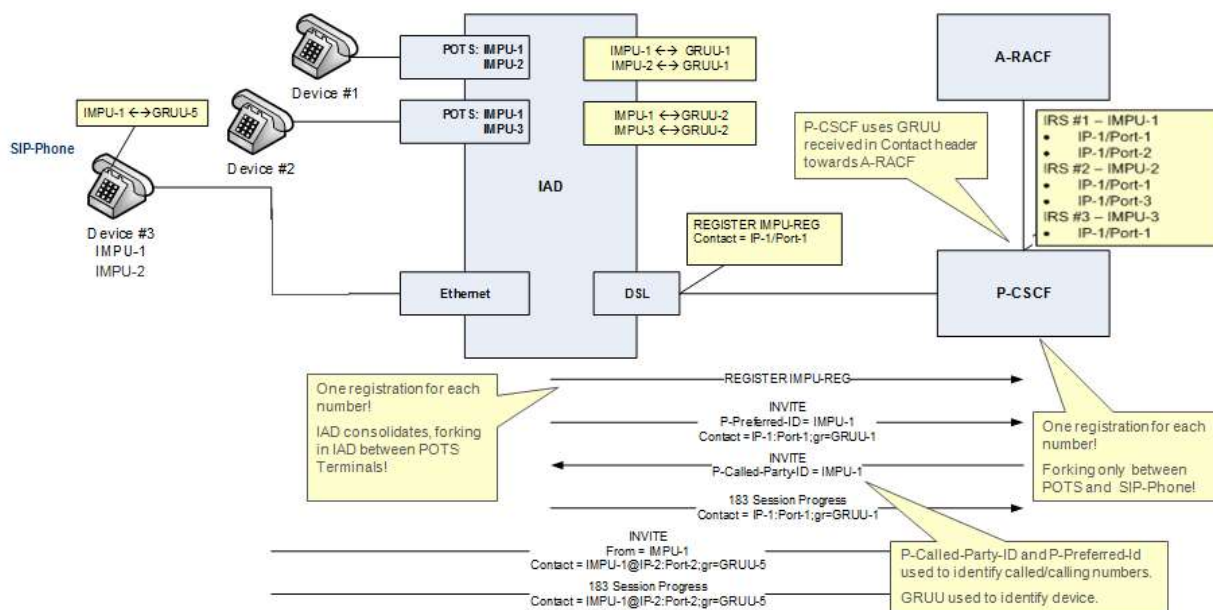 POTS: IMPU-1
IMPU-2
IMPU-1 ←→ GRUU-1
IMPU-2 ←→ GRUU-1
A-RACF
Device #1
IMPU-1 ←→ GRUU-5
POTS: IMPU-1
IMPU-3
IMPU-1 ←→ GRUU-2
IMPU-3 ←→ GRUU-2
SIP-Phone
Device #2
IAD
P-CSCF uses GRUU
received in Contact header
towards A-RACF
IRS #1 – IMPU-1
• IP-1/Port-1
• IP-1/Port-2
IRS #2 – IMPU-2
• IP-1/Port-1
• IP-1/Port-3
IRS #3 – IMPU-3
• IP-1/Port-1
Device #3
IMPU-1
IMPU-2
REGISTER IMPU-REG
Contact = IP-1/Port-1
Ethernet
DSL
P-CSCF
One registration for each
number!
IAD consolidates, forking
in IAD between POTS
Terminals!
REGISTER IMPU-REG
INVITE
P-Preferred-ID = IMPU-1
Contact = IP-1:Port-1;gr=GRUU-1
INVITE
P-Called-Party-ID = IMPU-1
183 Session Progress
Contact = IP-1:Port-1;gr=GRUU-1
One registration for each
number!
Forking only between
POTS and SIP-Phone!
INVITE
From = IMPU-1
Contact = IMPU-1@IP-2:Port-2;gr=GRUU-5
183 Session Progress
Contact = IMPU-1@IP-2:Port-2;gr=GRUU-5
P-Called-Party-ID and P-Preferred-Id
used to identify called/calling numbers.
GRUU used to identify device.